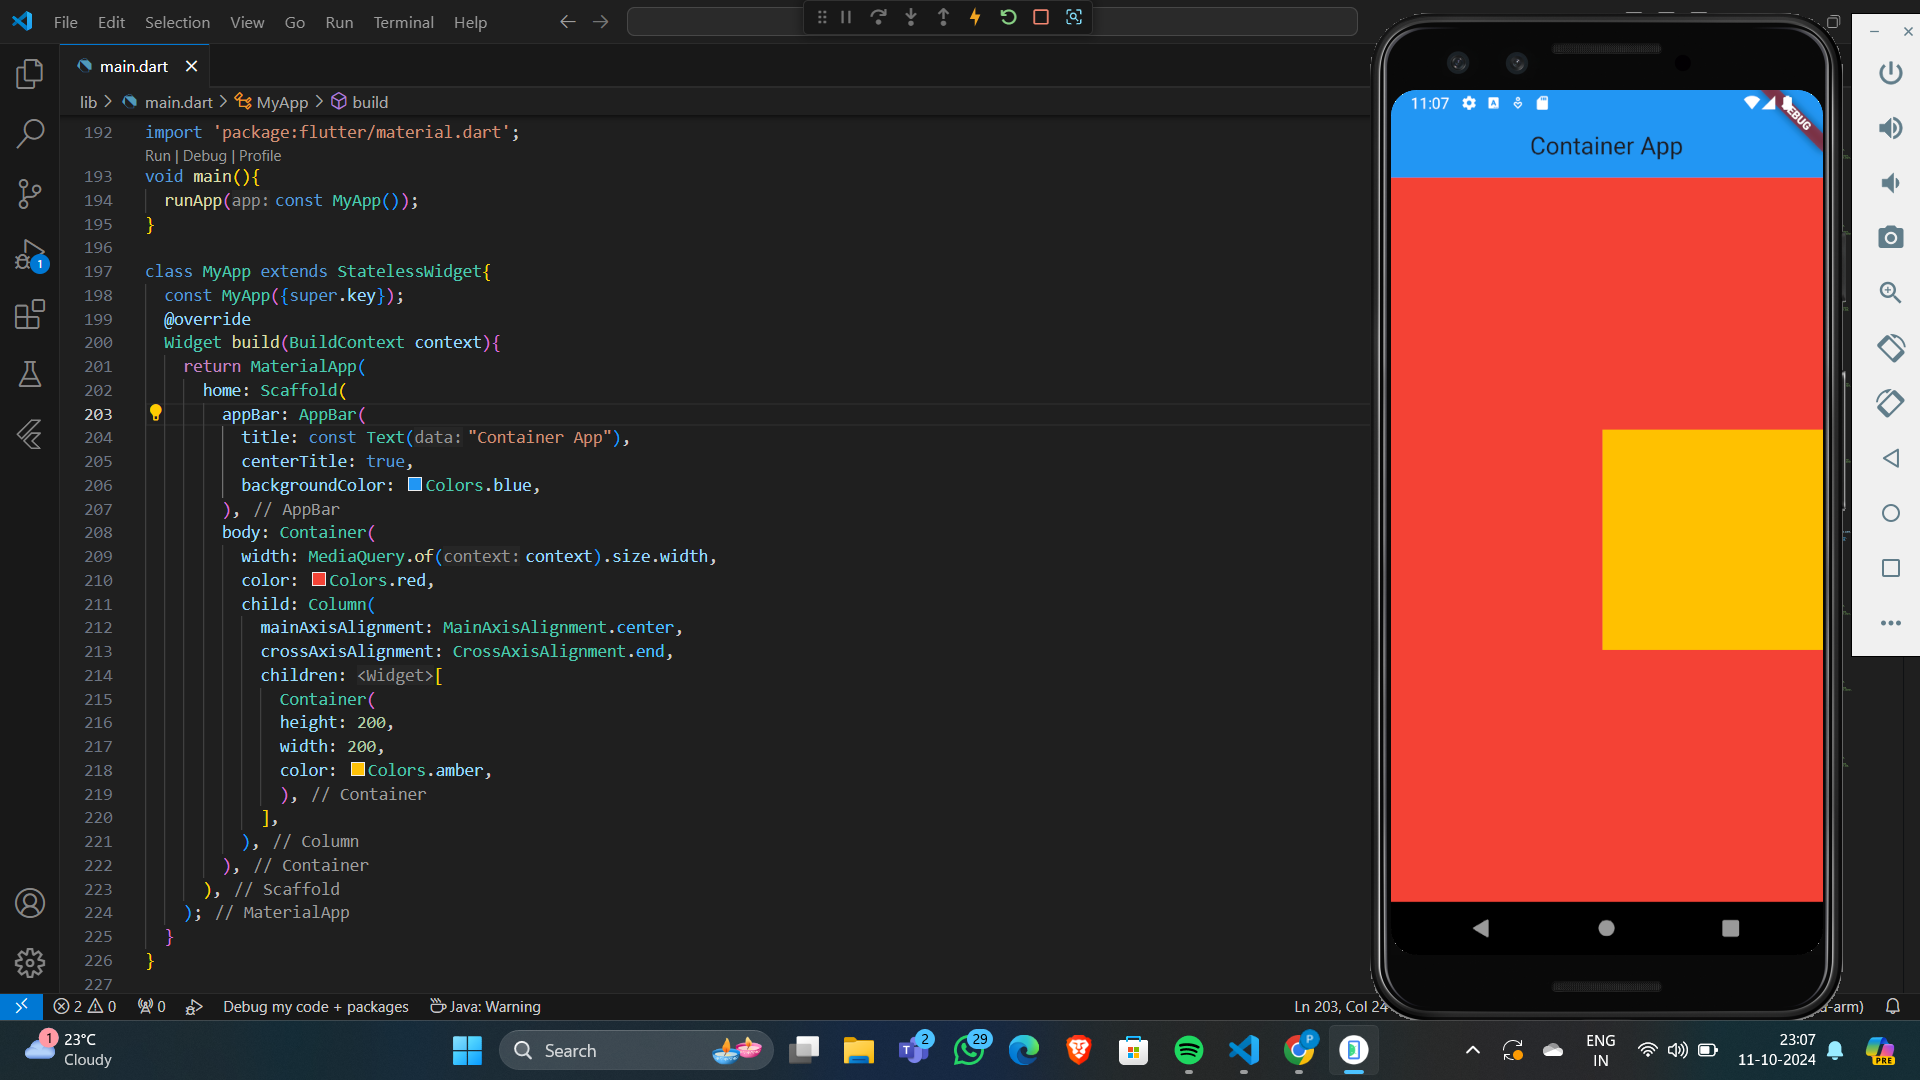 File Edit Selection View Go Run Terminal Help
main.dart
lib > main.dart > MyApp > build
192 import 'package:flutter/material.dart';
Run | Debug | Profile
193 void main(){
194 runApp(app: const MyApp());
195 }
196
197 class MyApp extends StatelessWidget{
198 const MyApp({super.key});
199 @override
200 Widget build(BuildContext context){
201 return MaterialApp(
202 home: Scaffold(
203 appBar: AppBar(
204 title: const Text(data: "Container App"),
205 centerTitle: true,
206 backgroundColor: Colors.blue,
207 ), // AppBar
208 body: Container(
209 width: MediaQuery.of(context: context).size.width,
210 color: Colors.red,
211 child: Column(
212 mainAxisAlignment: MainAxisAlignment.center,
213 crossAxisAlignment: CrossAxisAlignment.end,
214 children: <Widget>[
215 Container(
216 height: 200,
217 width: 200,
218 color: Colors.amber,
219 ), // Container
220 ],
221 ), // Column
222 ), // Container
223 ), // Scaffold
224 ); // MaterialApp
225 }
226 }
227
1
11:07
Container App
2 0 0 Debug my code + packages Java: Warning
Ln 203, Col 24
-arm)
1
23°C
Cloudy
Search
2
29
P
ENG
IN
23:07
11-10-2024
PRE